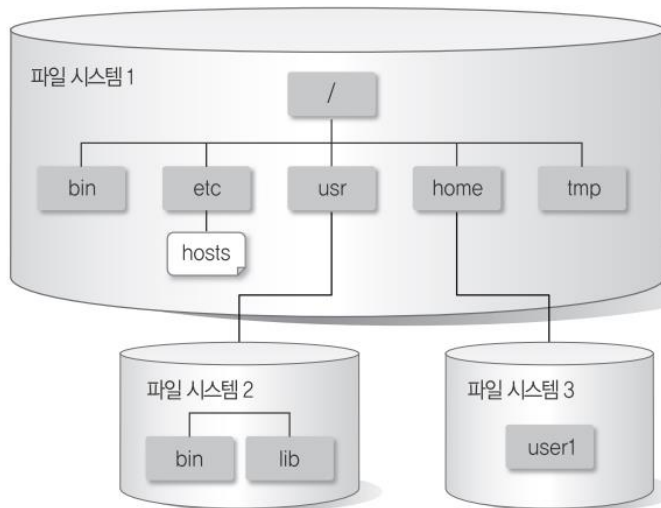 파일 시스템 1
/
bin
etc
usr
home
tmp
hosts
파일 시스템 2
bin
lib
파일 시스템 3
user1